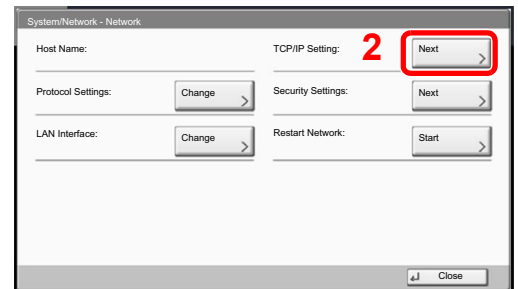 System/Network - Network
Host Name:
TCP/IP Setting:
2
Next
Protocol Settings:
Change
Security Settings:
Next
LAN Interface:
Change
Restart Network:
Start
Close